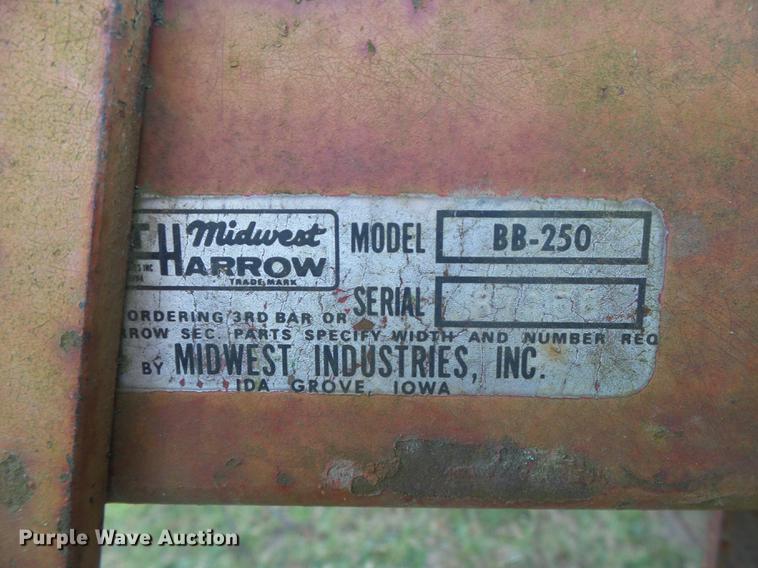 Midwest
HARROW
TRADE MARK
MODEL BB-250
SERIAL
ORDERING 3RD BAR OR
SEC. PARTS SPECIFY WIDTH AND NUMBER REQ
BY MIDWEST INDUSTRIES, INC.
IDA GROVE, IOWA
Purple Wave Auction